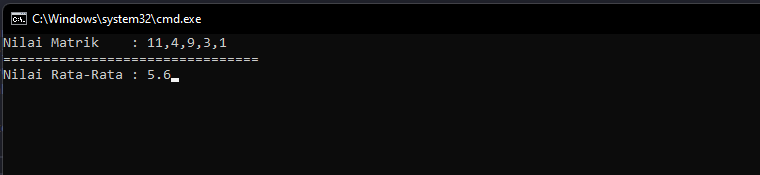 C:\Windows\system32\cmd.exe
Nilai Matrik    : 11,4,9,3,1
================================
Nilai Rata-Rata : 5.6